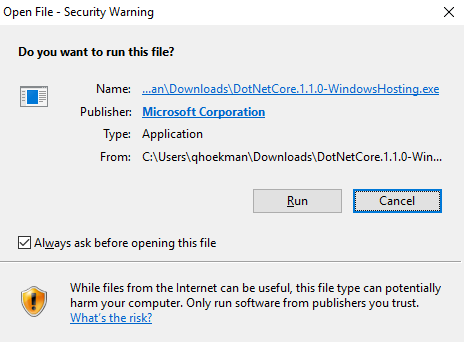 Open File - Security Warning
Do you want to run this file?
Name: ...an\Downloads\DotNetCore.1.1.0-WindowsHosting.exe
Publisher: Microsoft Corporation
Type: Application
From: C:\Users\qhoekman\Downloads\DotNetCore.1.1.0-Win...
Run Cancel
Always ask before opening this file
While files from the Internet can be useful, this file type can potentially
harm your computer. Only run software from publishers you trust.
What's the risk?